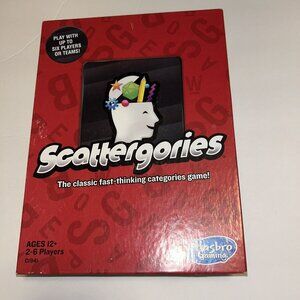 PLAY WITH
UP TO
SIX PLAYERS
OR TEAMS!
Scattergories
The classic fast-thinking categories game!
AGES 12+
2-6 Players
Hasbro
Gaming